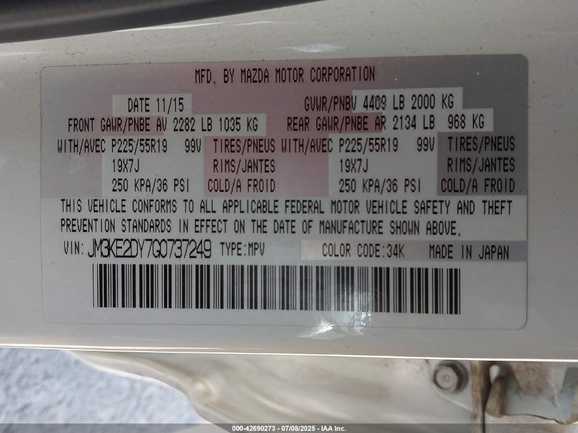 MFD. BY MAZDA MOTOR CORPORATION
DATE 11/15 GVWR/PNBV 4409 LB 2000 KG
FRONT GAWR/PNBE AV 2282 LB 1035 KG REAR GAWR/PNBE AR 2134 LB 968 KG
WITH/AVEC P225/55R19 99V TIRES/PNEUS WITH/AVEC P225/55R19 99V TIRES/PNEUS
19X7J RIMS/JANTES 19X7J RIMS/JANTES
250 KPA/36 PSI COLD/A FROID 250 KPA/36 PSI COLD/A FROID
THIS VEHICLE CONFORMS TO ALL APPLICABLE FEDERAL MOTOR VEHICLE SAFETY AND THEFT
PREVENTION STANDARDS IN EFFECT ON THE DATE OF MANUFACTURE SHOWN ABOVE.
VIN: JM3KE2DY7G0737249 TYPE:MPV COLOR CODE:34K MADE IN JAPAN
000-42690273 - 07/08/2025 - IAA Inc.